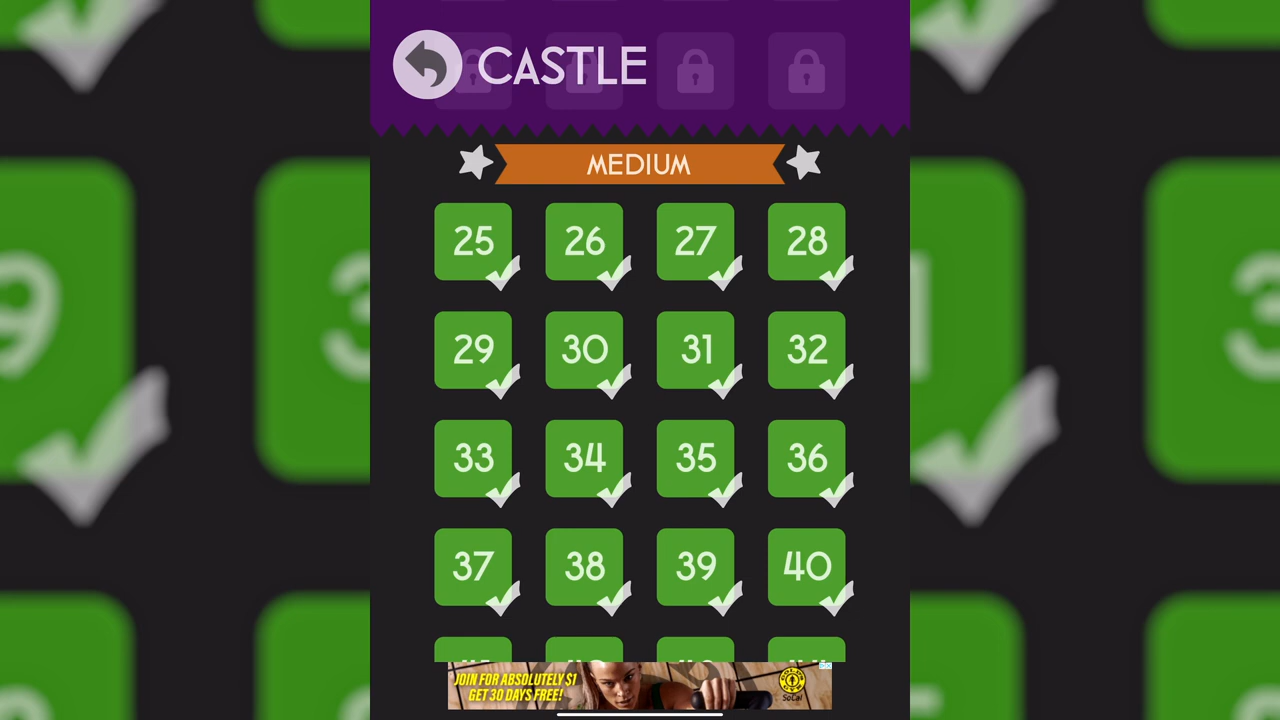 CASTLE
MEDIUM
25 26 27 28
29 30 31 32
33 34 35 36
37 38 39 40
JOIN FOR ABSOLUTELY $1
GET 30 DAYS FREE!
SoCal